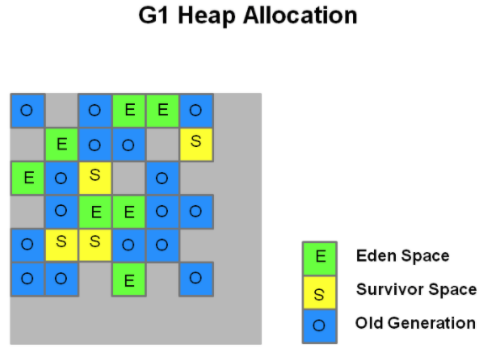 G1 Heap Allocation
O O E E O
E O O S
E O S O
O E E O O
O S S O O
O O E O
E Eden Space
S Survivor Space
O Old Generation